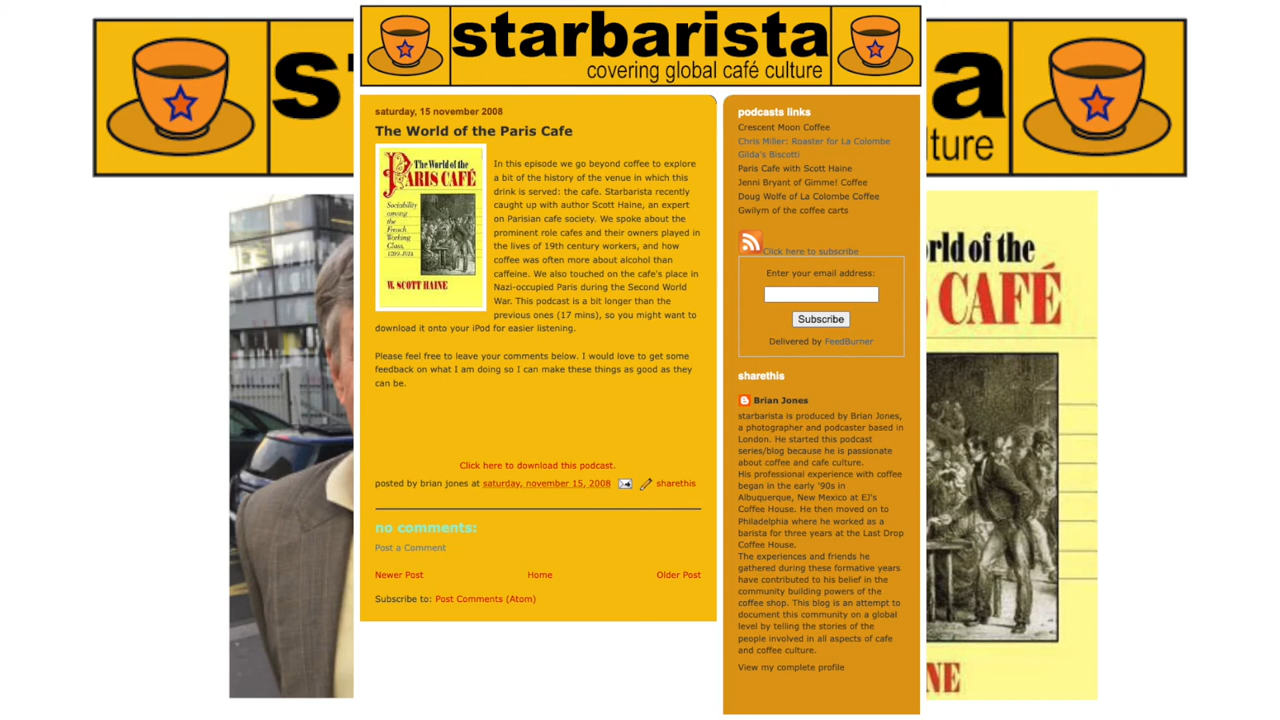 starbarista
covering global café culture
saturday, 15 november 2008
The World of the Paris Cafe
The World of the
PARIS CAFÉ
Sociability
among
the
French
Working
Class,
1789-1914
W. SCOTT HAINE
In this episode we go beyond coffee to explore
a bit of the history of the venue in which this
drink is served: the cafe. Starbarista recently
caught up with author Scott Haine, an expert
on Parisian cafe society. We spoke about the
prominent role cafes and their owners played in
the lives of 19th century workers, and how
coffee was often more about alcohol than
caffeine. We also touched on the cafe's place in
Nazi-occupied Paris during the Second World
War. This podcast is a bit longer than the
previous ones (17 mins), so you might want to
download it onto your iPod for easier listening.
Please feel free to leave your comments below. I would love to get some
feedback on what I am doing so I can make these things as good as they
can be.
Click here to download this podcast.
posted by brian jones at saturday, november 15, 2008 sharethis
no comments:
Post a Comment
Newer Post Home Older Post
Subscribe to: Post Comments (Atom)
podcasts links
Crescent Moon Coffee
Chris Miller: Roaster for La Colombe
Gilda's Biscotti
Paris Cafe with Scott Haine
Jenni Bryant of Gimme! Coffee
Doug Wolfe of La Colombe Coffee
Gwilym of the coffee carts
Click here to subscribe
Enter your email address:
Subscribe
Delivered by FeedBurner
sharethis
Brian Jones
starbarista is produced by Brian Jones,
a photographer and podcaster based in
London. He started this podcast
series/blog because he is passionate
about coffee and cafe culture.
His professional experience with coffee
began in the early '90s in
Albuquerque, New Mexico at EJ's
Coffee House. He then moved on to
Philadelphia where he worked as a
barista for three years at the Last Drop
Coffee House.
The experiences and friends he
gathered during these formative years
have contributed to his belief in the
community building powers of the
coffee shop. This blog is an attempt to
document this community on a global
level by telling the stories of the
people involved in all aspects of cafe
and coffee culture.
View my complete profile
s
a
ture
rld of the
CAFÉ
NE